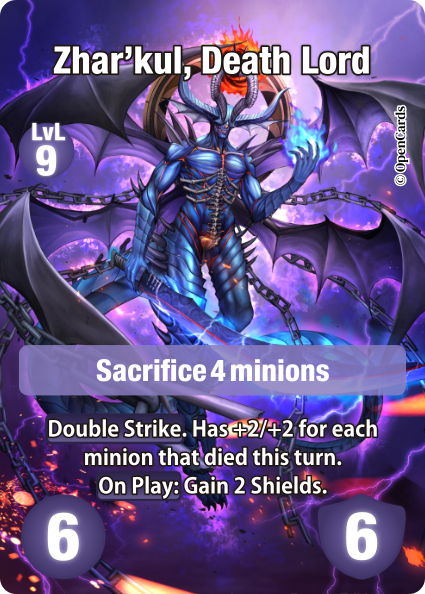 Zhar’kul, Death Lord
LvL
9
© OpenCards
Sacrifice 4 minions
Double Strike. Has +2/+2 for each
minion that died this turn.
On Play: Gain 2 Shields.
6
6